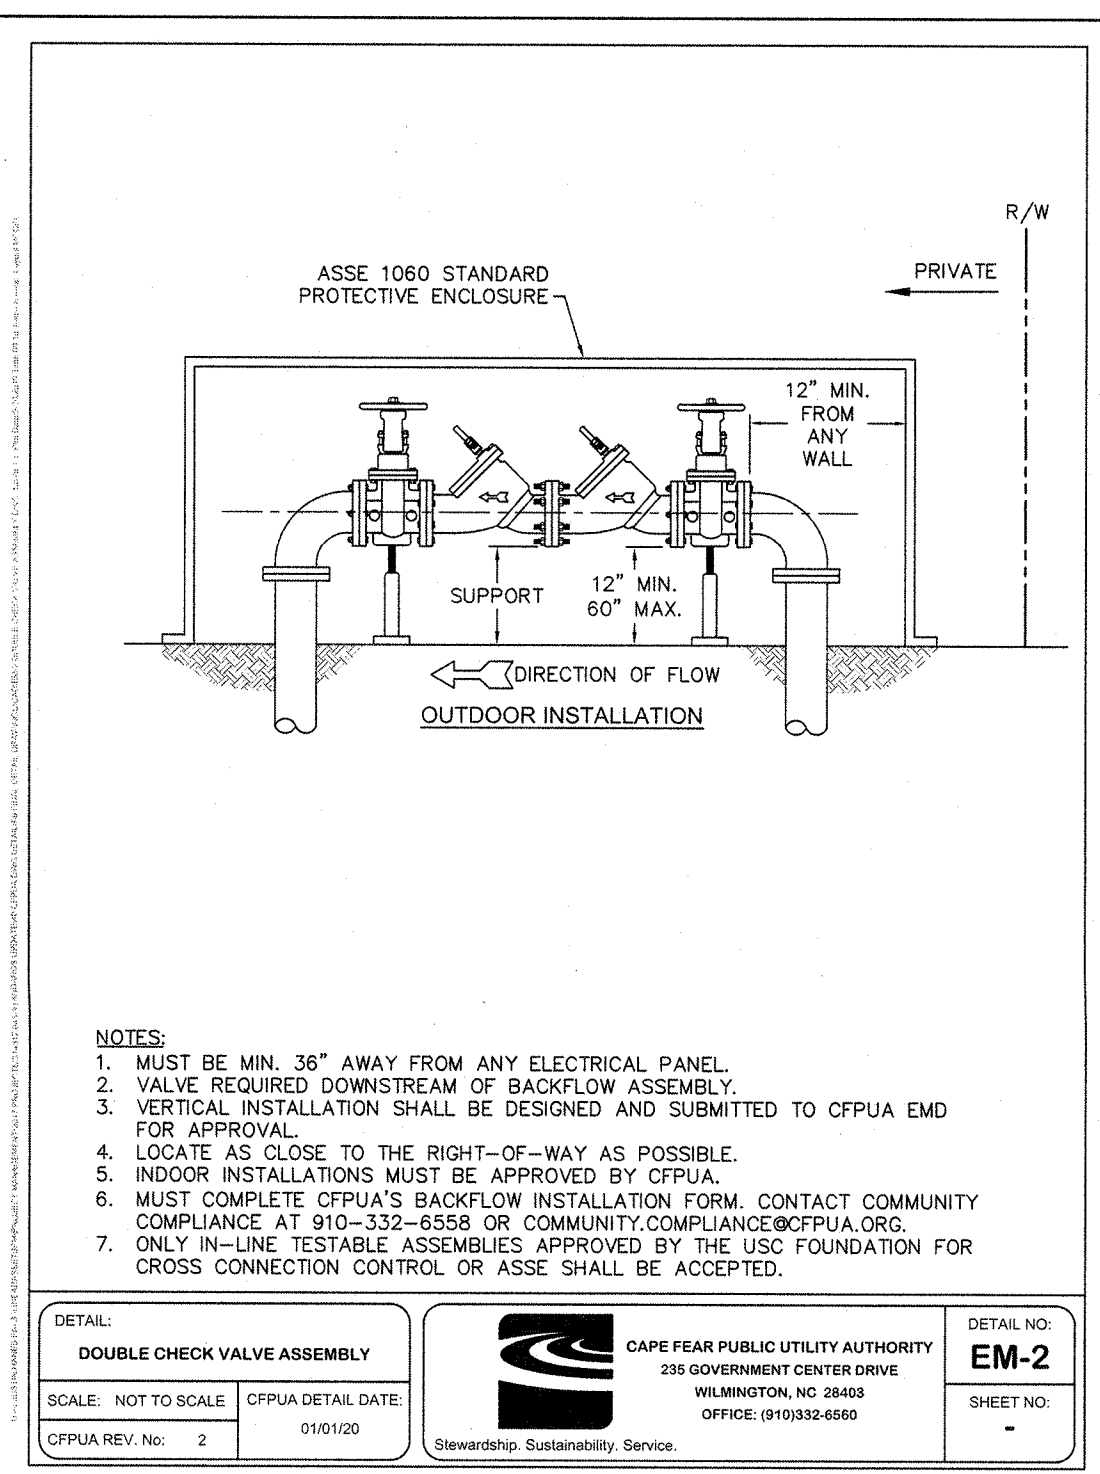 R/W
PRIVATE
ASSE 1060 STANDARD
PROTECTIVE ENCLOSURE
12" MIN.
FROM
ANY
WALL
SUPPORT
12" MIN.
60" MAX.
DIRECTION OF FLOW
OUTDOOR INSTALLATION
NOTES:
1. MUST BE MIN. 36" AWAY FROM ANY ELECTRICAL PANEL.
2. VALVE REQUIRED DOWNSTREAM OF BACKFLOW ASSEMBLY.
3. VERTICAL INSTALLATION SHALL BE DESIGNED AND SUBMITTED TO CFPUA EMD
FOR APPROVAL.
4. LOCATE AS CLOSE TO THE RIGHT-OF-WAY AS POSSIBLE.
5. INDOOR INSTALLATIONS MUST BE APPROVED BY CFPUA.
6. MUST COMPLETE CFPUA'S BACKFLOW INSTALLATION FORM. CONTACT COMMUNITY
COMPLIANCE AT 910-332-6558 OR COMMUNITY.COMPLIANCE@CFPUA.ORG.
7. ONLY IN-LINE TESTABLE ASSEMBLIES APPROVED BY THE USC FOUNDATION FOR
CROSS CONNECTION CONTROL OR ASSE SHALL BE ACCEPTED.
DETAIL:
DOUBLE CHECK VALVE ASSEMBLY
SCALE: NOT TO SCALE
CFPUA REV. No: 2
CFPUA DETAIL DATE:
01/01/20
CAPE FEAR PUBLIC UTILITY AUTHORITY
235 GOVERNMENT CENTER DRIVE
WILMINGTON, NC 28403
OFFICE: (910)332-6560
Stewardship. Sustainability. Service.
DETAIL NO:
EM-2
SHEET NO:
-